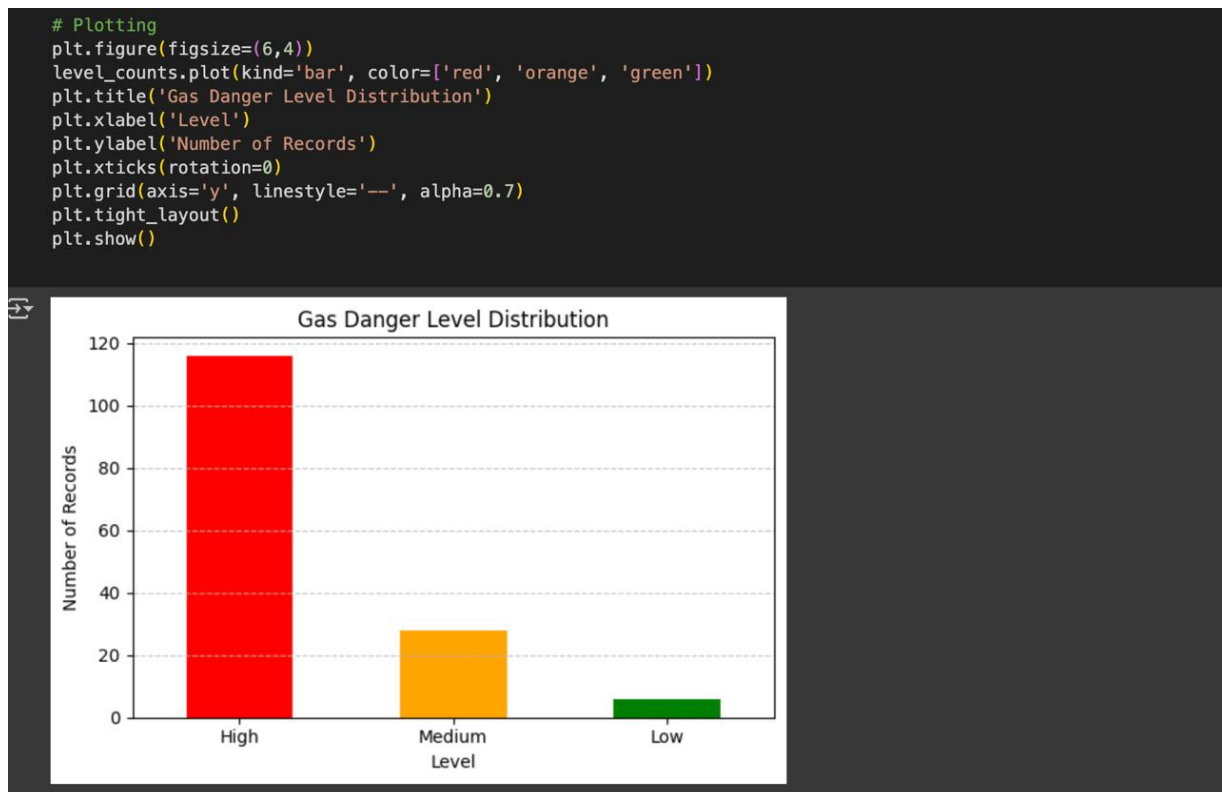 # Plotting
plt.figure(figsize=(6,4))
level_counts.plot(kind='bar', color=['red', 'orange', 'green'])
plt.title('Gas Danger Level Distribution')
plt.xlabel('Level')
plt.ylabel('Number of Records')
plt.xticks(rotation=0)
plt.grid(axis='y', linestyle='--', alpha=0.7)
plt.tight_layout()
plt.show()
Gas Danger Level Distribution
120
100
80
60
40
20
0
Number of Records
High Medium Low
Level